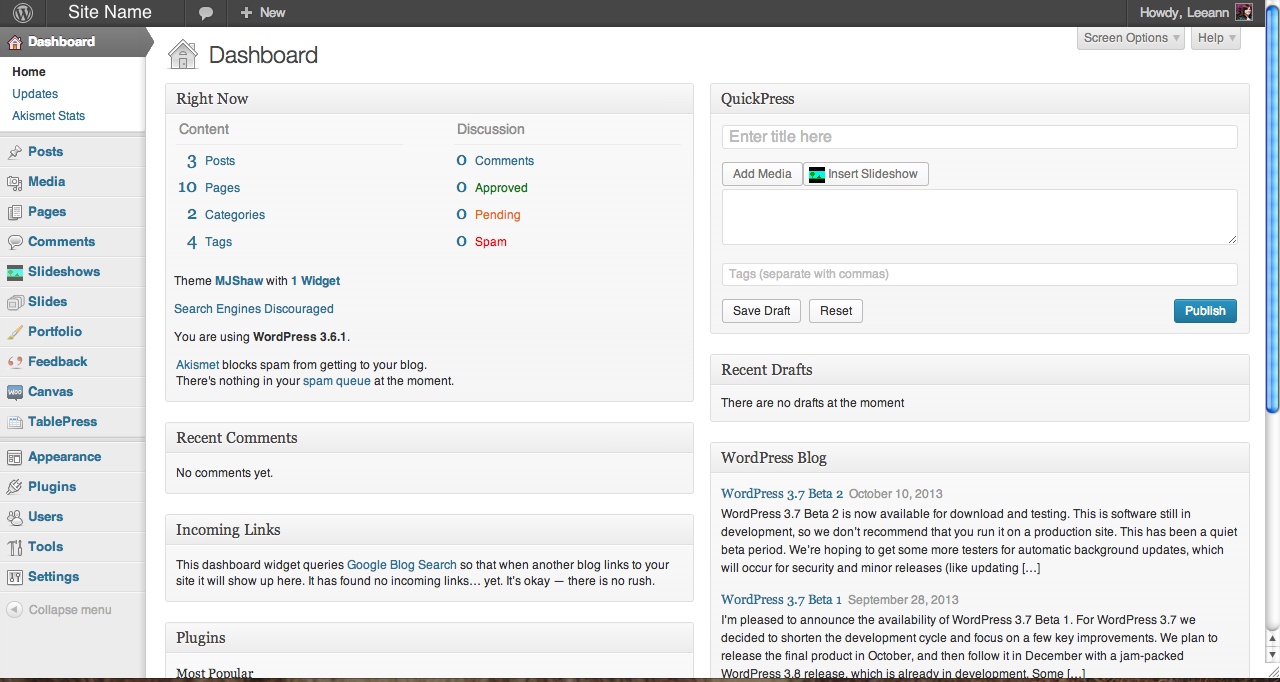 Site Name
New
Howdy, Leeann
Dashboard
Home
Updates
Akismet Stats
Posts
Media
Pages
Comments
Slideshows
Slides
Portfolio
Feedback
WOO Canvas
TablePress
Appearance
Plugins
Users
Tools
Settings
Collapse menu
Dashboard
Screen Options
Help
Right Now
Content
Discussion
3 Posts
0 Comments
10 Pages
0 Approved
2 Categories
0 Pending
4 Tags
0 Spam
Theme MJShaw with 1 Widget
Search Engines Discouraged
You are using WordPress 3.6.1.
Akismet blocks spam from getting to your blog.
There's nothing in your spam queue at the moment.
Recent Comments
No comments yet.
Incoming Links
This dashboard widget queries Google Blog Search so that when another blog links to your
site it will show up here. It has found no incoming links… yet. It's okay — there is no rush.
Plugins
Most Popular
QuickPress
Enter title here
Add Media
Insert Slideshow
Tags (separate with commas)
Save Draft
Reset
Publish
Recent Drafts
There are no drafts at the moment
WordPress Blog
WordPress 3.7 Beta 2 October 10, 2013
WordPress 3.7 Beta 2 is now available for download and testing. This is software still in
development, so we don't recommend that you run it on a production site. This has been a quiet
beta period. We're hoping to get some more testers for automatic background updates, which
will occur for security and minor releases (like updating […]
WordPress 3.7 Beta 1 September 28, 2013
I'm pleased to announce the availability of WordPress 3.7 Beta 1. For WordPress 3.7 we
decided to shorten the development cycle and focus on a few key improvements. We plan to
release the final product in October, and then follow it in December with a jam-packed
WordPress 3.8 release, which is already in development. Some […]